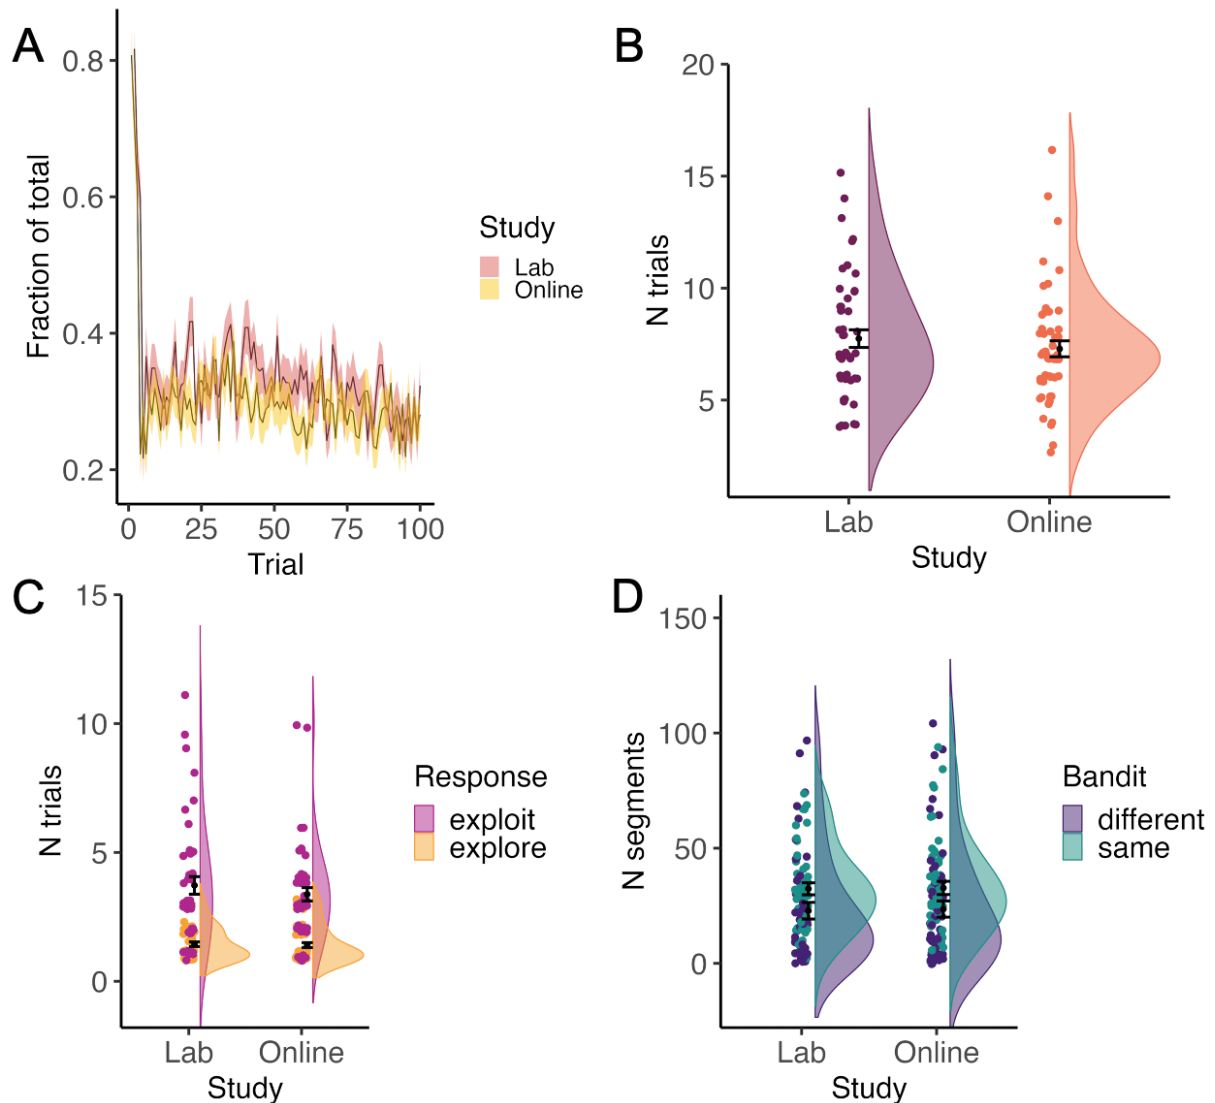 A
Fraction of total
0.8
0.6
0.4
0.2
0 25 50 75 100
Trial
Study
Lab
Online
B
N trials
20
15
10
5
Lab Online
Study
C
N trials
15
10
5
0
Lab Online
Study
Response
exploit
explore
D
N segments
150
100
50
0
Lab Online
Study
Bandit
different
same